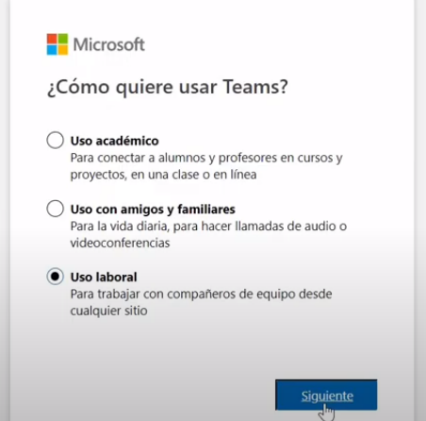 Microsoft
¿Cómo quiere usar Teams?
Uso académico
Para conectar a alumnos y profesores en cursos y
proyectos, en una clase o en línea
Uso con amigos y familiares
Para la vida diaria, para hacer llamadas de audio o
videoconferencias
Uso laboral
Para trabajar con compañeros de equipo desde
cualquier sitio
Siguiente